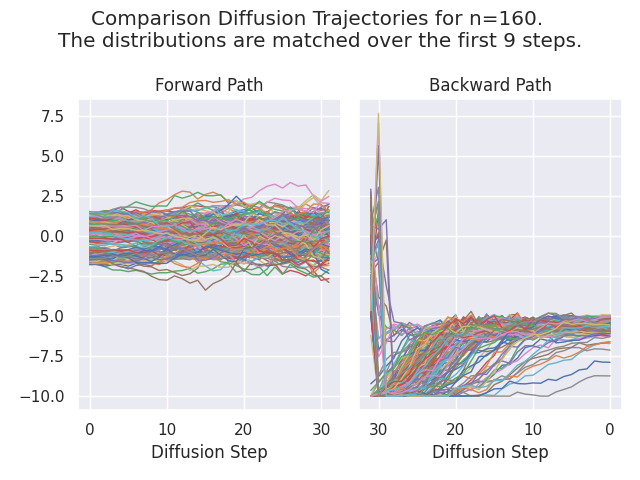 Comparison Diffusion Trajectories for n=160.
The distributions are matched over the first 9 steps.
Forward Path
Backward Path
7.5
5.0
2.5
0.0
−2.5
−5.0
−7.5
−10.0
0 10 20 30
30 20 10 0
Diffusion Step
Diffusion Step